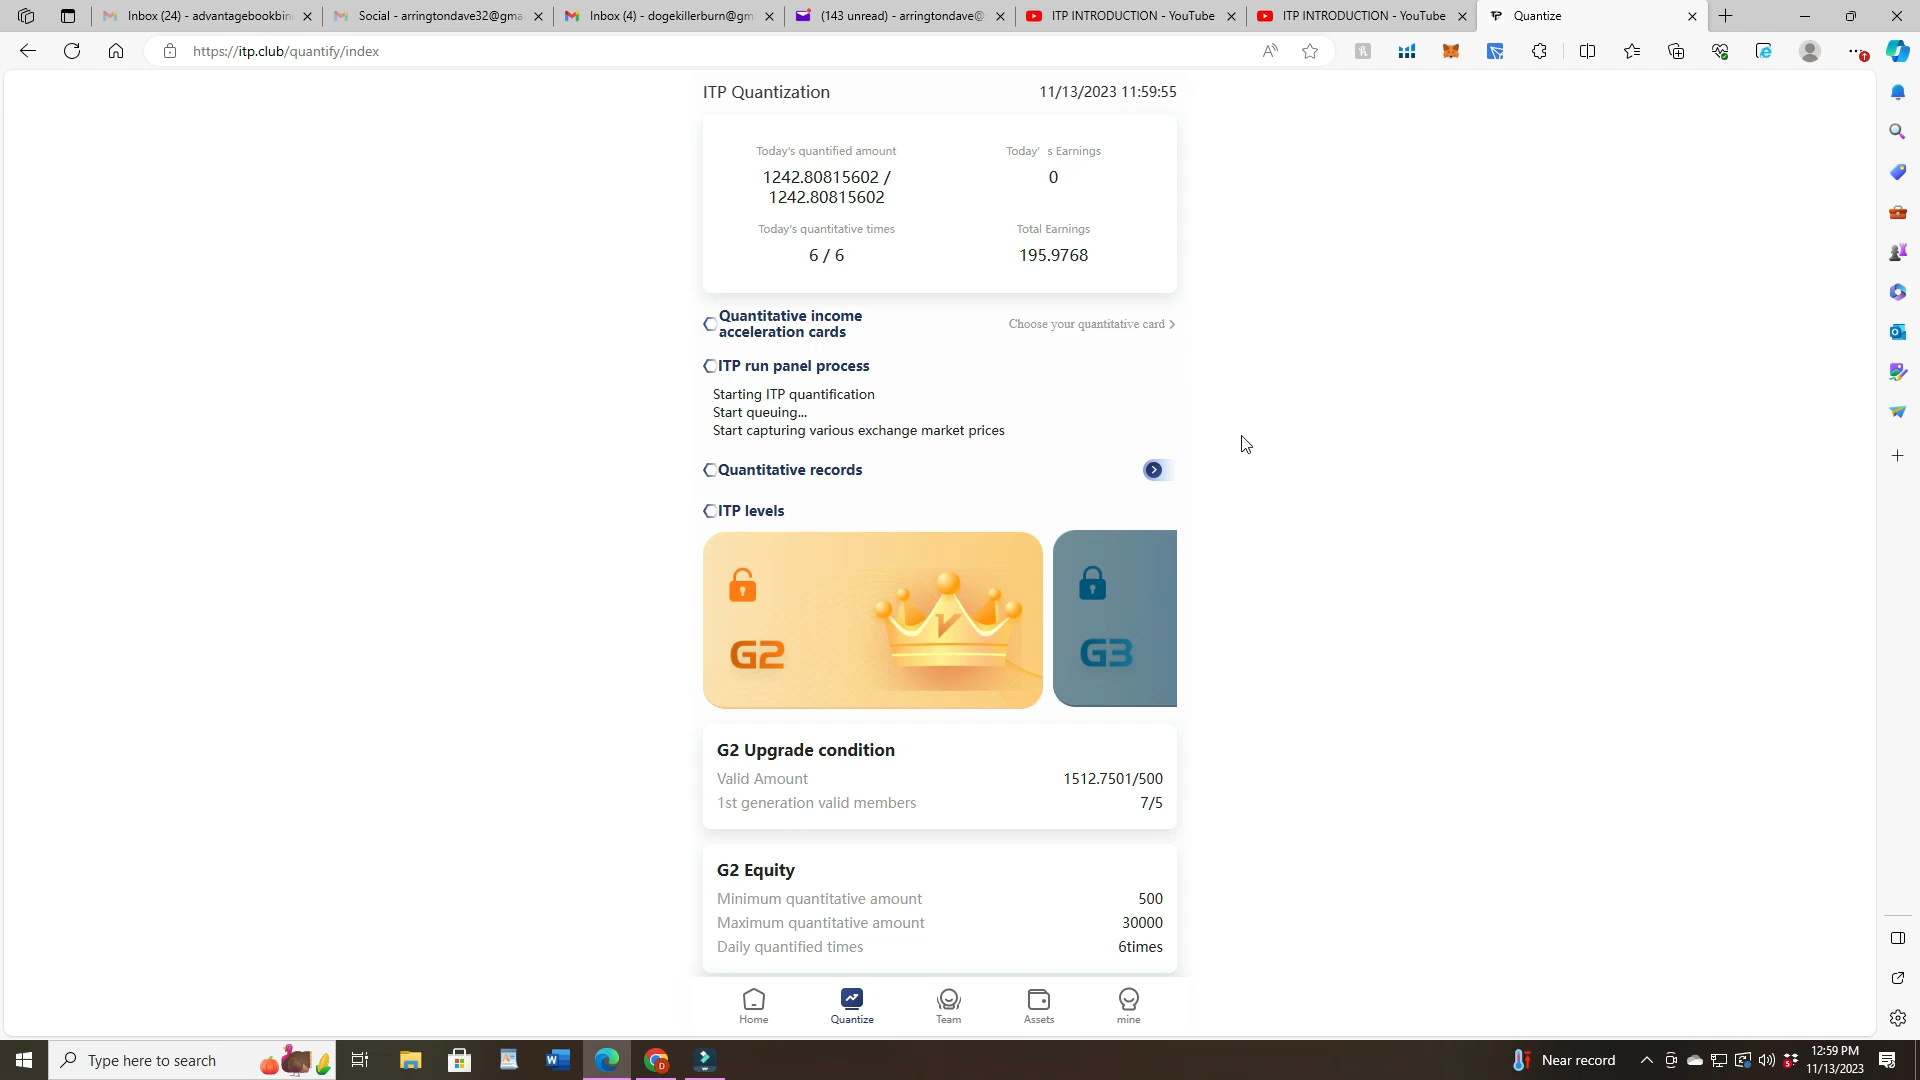 Inbox (24) - advantagebookbin
Social - arringtondave32@gma
Inbox (4) - dogekillerburn@gm
(143 unread) - arringtondave@
ITP INTRODUCTION - YouTube
ITP INTRODUCTION - YouTube
Quantize
https://itp.club/quantify/index
ITP Quantization
11/13/2023 11:59:55
Today's quantified amount
1242.80815602 /
1242.80815602
Today' s Earnings
0
Today's quantitative times
6 / 6
Total Earnings
195.9768
Quantitative income
acceleration cards
Choose your quantitative card >
ITP run panel process
Starting ITP quantification
Start queuing...
Start capturing various exchange market prices
Quantitative records
ITP levels
G2
G3
G2 Upgrade condition
Valid Amount 1512.7501/500
1st generation valid members 7/5
G2 Equity
Minimum quantitative amount 500
Maximum quantitative amount 30000
Daily quantified times 6times
Home
Quantize
Team
Assets
mine
Type here to search
Near record
12:59 PM
11/13/2023